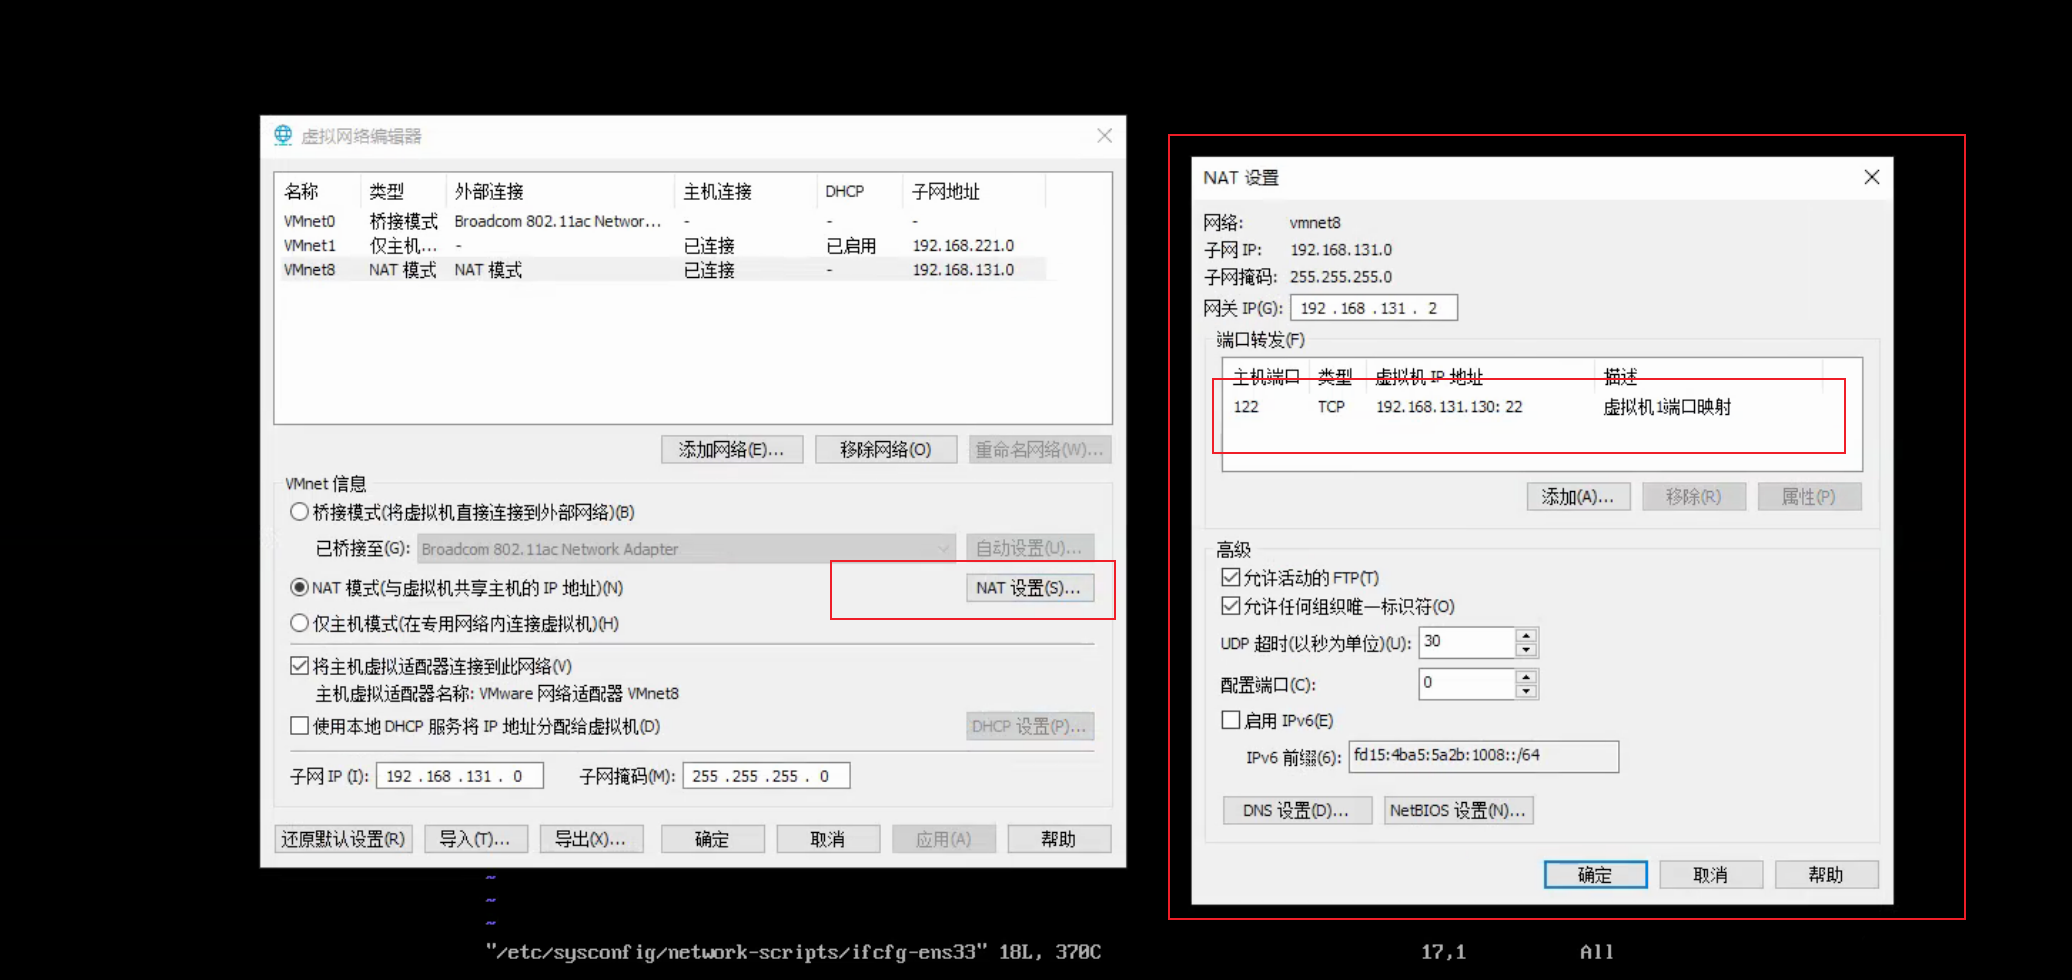 虚拟网络编辑器
名称 类型 外部连接 主机连接 DHCP 子网地址
VMnet0 桥接模式 Broadcom 802.11ac Networ... - - -
VMnet1 仅主机... - 已连接 已启用 192.168.221.0
VMnet8 NAT 模式 NAT 模式 已连接 - 192.168.131.0
添加网络(E)... 移除网络(O) 重命名网络(W)...
VMnet 信息
桥接模式(将虚拟机直接连接到外部网络)(B)
已桥接至(G): Broadcom 802.11ac Network Adapter 自动设置(U)...
NAT 模式(与虚拟机共享主机的 IP 地址)(N) NAT 设置(S)...
仅主机模式(在专用网络内连接虚拟机)(H)
将主机虚拟适配器连接到此网络(V)
主机虚拟适配器名称: VMware 网络适配器 VMnet8
使用本地 DHCP 服务将 IP 地址分配给虚拟机(D) DHCP 设置(P)...
子网 IP (I): 192 .168 .131 . 0 子网掩码(M): 255 .255 .255 . 0
还原默认设置(R) 导入(T)... 导出(X)... 确定 取消 应用(A) 帮助
NAT 设置
网络: vmnet8
子网 IP: 192.168.131.0
子网掩码: 255.255.255.0
网关 IP(G): 192 .168 .131 . 2
端口转发(F)
主机端口 类型 虚拟机 IP 地址 描述
122 TCP 192.168.131.130: 22 虚拟机1端口映射
添加(A)... 移除(R) 属性(P)
高级
允许活动的 FTP(T)
允许任何组织唯一标识符(O)
UDP 超时(以秒为单位)(U): 30
配置端口(C): 0
启用 IPv6(E)
IPv6 前缀(6): fd15:4ba5:5a2b:1008::/64
DNS 设置(D)... NetBIOS 设置(N)...
确定 取消 帮助
~
~
~
"/etc/sysconfig/network-scripts/ifcfg-ens33" 18L, 370C 17,1 All